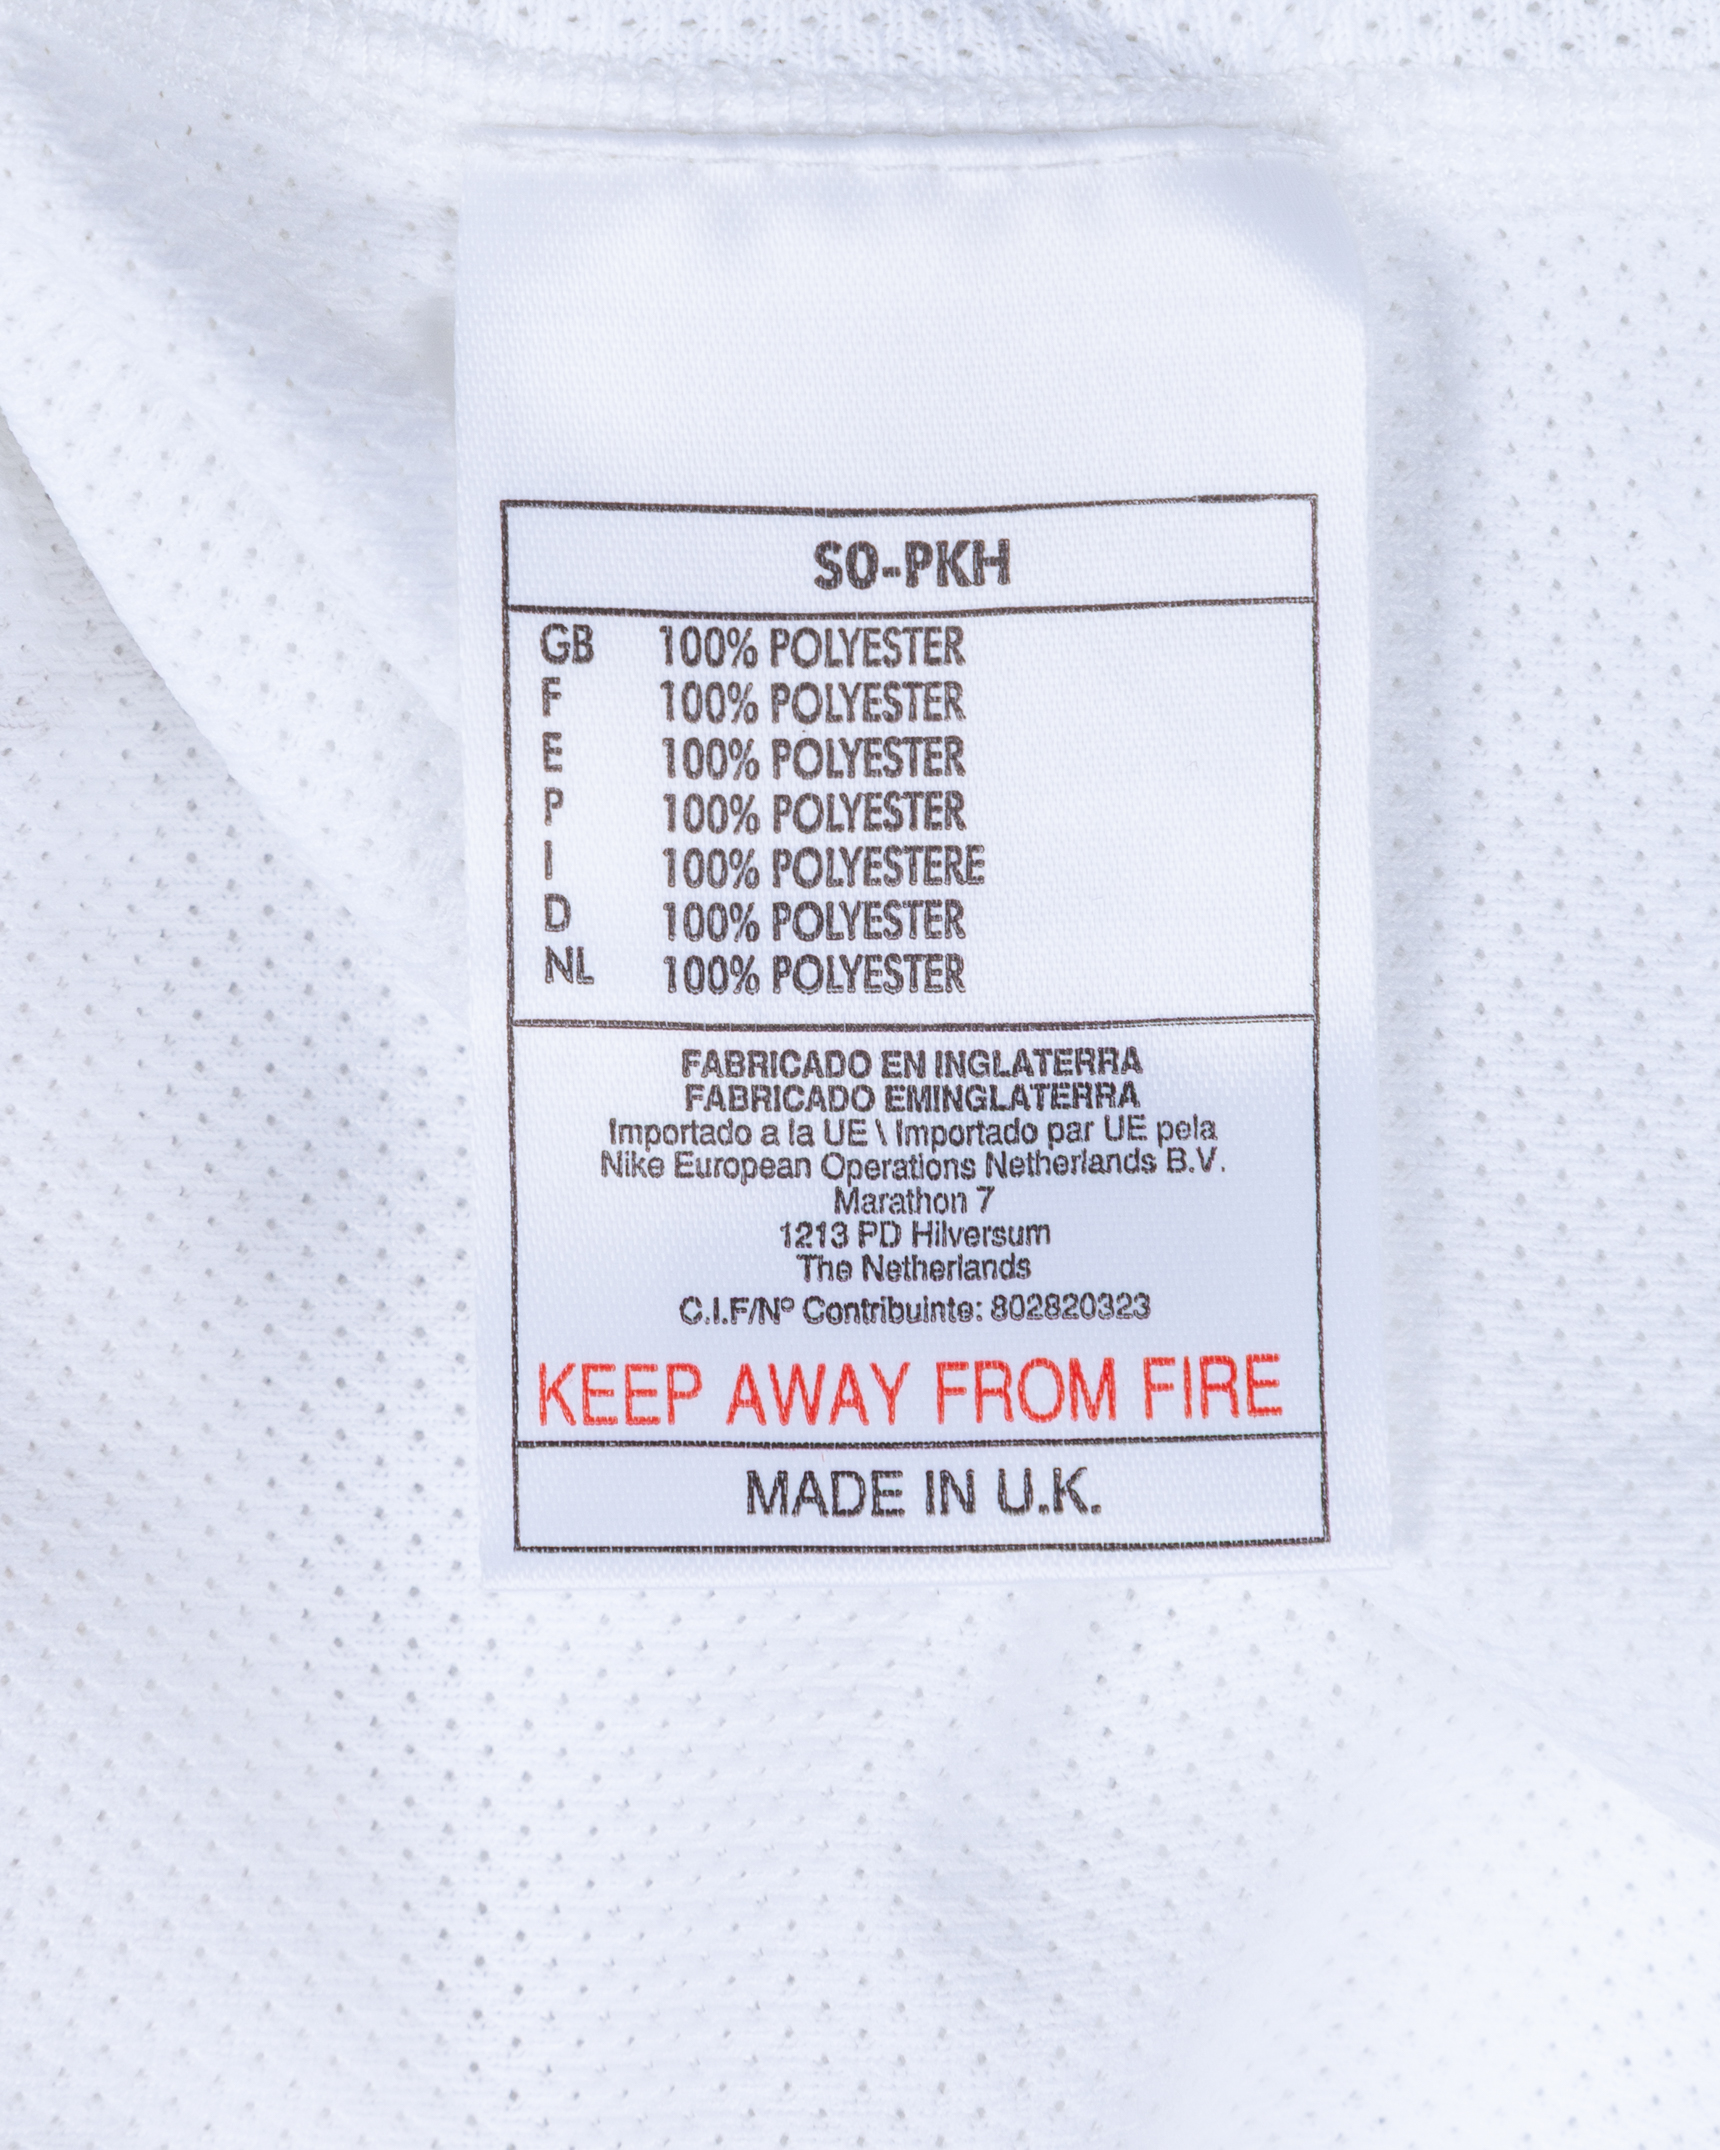 SO-PKH
GB 100% POLYESTER
F 100% POLYESTER
E 100% POLYESTER
P 100% POLYESTER
I 100% POLYESTERE
D 100% POLYESTER
NL 100% POLYESTER
FABRICADO EN INGLATERRA
FABRICADO EMINGLATERRA
Importado a la UE \ Importado par UE pela
Nike European Operations Netherlands B.V.
Marathon 7
1213 PD Hilversum
The Netherlands
C.I.F/Nº Contribuinte: 802820323
KEEP AWAY FROM FIRE
MADE IN U.K.